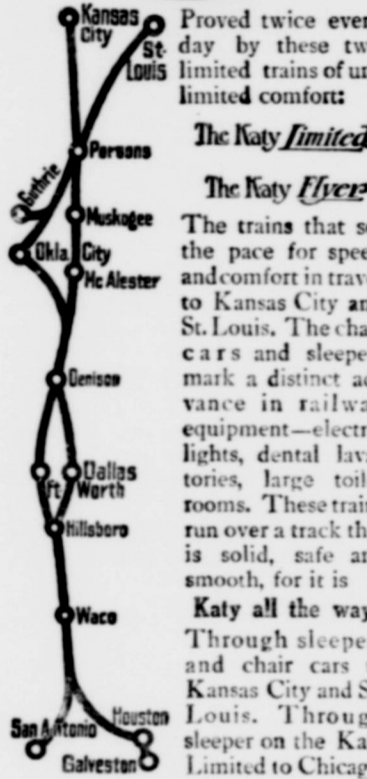 Kansas
City
St.
Louis
Parsons
Guthrie
Muskogee
Okla. City
McAlester
Denison
Dallas
Ft Worth
Hillsboro
Waco
San Antonio
Houston
Galveston
Proved twice ever
day by these tw
limited trains of un
limited comfort:
The Katy Limited
The Katy Flyer
The trains that se
the pace for spee
and comfort in trave
to Kansas City an
St. Louis. The cha
cars and sleepe
mark a distinct ad
vance in railwa
equipment—electr
lights, dental lava
tories, large toil
rooms. These train
run over a track th
is solid, safe an
smooth, for it is
Katy all the way
Through sleepe
and chair cars
Kansas City and S
Louis. Throug
sleeper on the Ka
Limited to Chicag